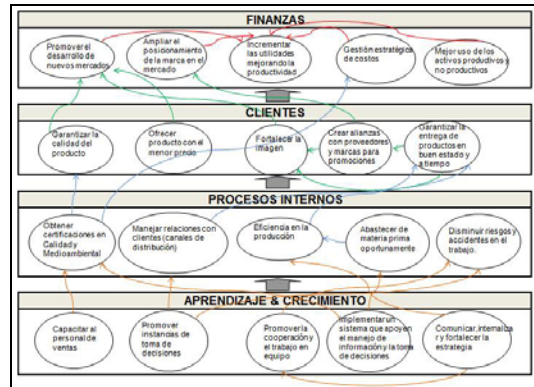 FINANZAS
Promover el
desarrollo de
nuevos mercados
Ampliar el
posicionamiento
de la marca en el
mercado
Incrementar
las utilidades
mejorando la
productividad
Gestión
estratégica de
costos
Mejor uso de los
activos produtivos y
no productivos
CLIENTES
Garantizar la
calidad del
producto
Ofrecer
producto con el
menor precio
Fortalecer la
imagen
Crear alianzas
con proveedores
y marcas para
promociones
Garantizar la
entrega de
productos en
buen estado y a
tiempo
PROCESOS INTERNOS
Obtener
certificaciones en
Calidad y
Medioambiental
Manejar relaciones con
clientes (canales de
distribución)
Eficiencia en la
producción
Abastecer de
materia prima
oportunamente
Disminuir riesgos y
accidentes en el
trabajo.
APRENDIZAJE & CRECIMIENTO
Capacitar al
personal de
ventas
Promover
instancias de
toma de
decisiones
Promover la
cooperación y
el trabajo en
equipo
Implementar un
sistema que apoye en
el manejo de
información y la toma
de decisiones
Comunicar, internaliza
r y fortalecer la
estrategia